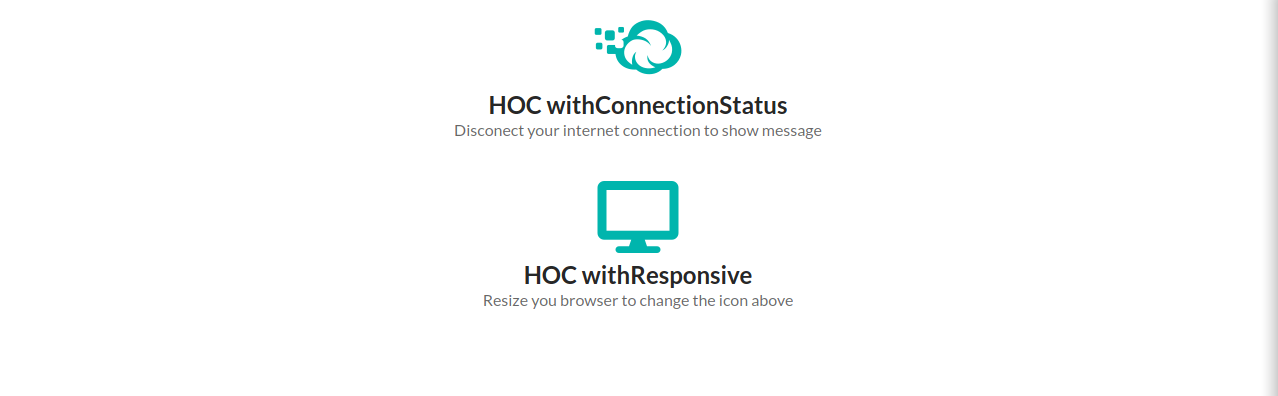 HOC withConnectionStatus
Disconect your internet connection to show message
HOC withResponsive
Resize you browser to change the icon above